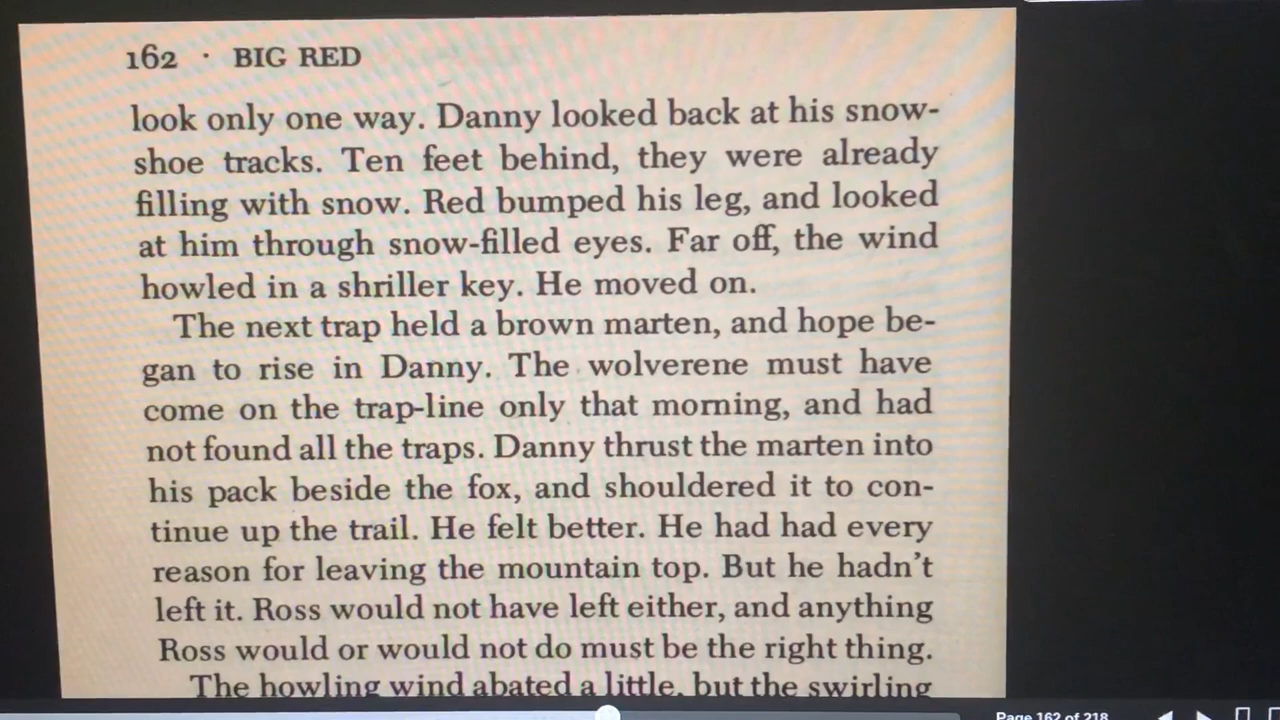 162 · BIG RED
look only one way. Danny looked back at his snow-
shoe tracks. Ten feet behind, they were already
filling with snow. Red bumped his leg, and looked
at him through snow-filled eyes. Far off, the wind
howled in a shriller key. He moved on.
The next trap held a brown marten, and hope be-
gan to rise in Danny. The wolverene must have
come on the trap-line only that morning, and had
not found all the traps. Danny thrust the marten into
his pack beside the fox, and shouldered it to con-
tinue up the trail. He felt better. He had had every
reason for leaving the mountain top. But he hadn't
left it. Ross would not have left either, and anything
Ross would or would not do must be the right thing.
The howling wind abated a little, but the swirling
Page 162 of 218